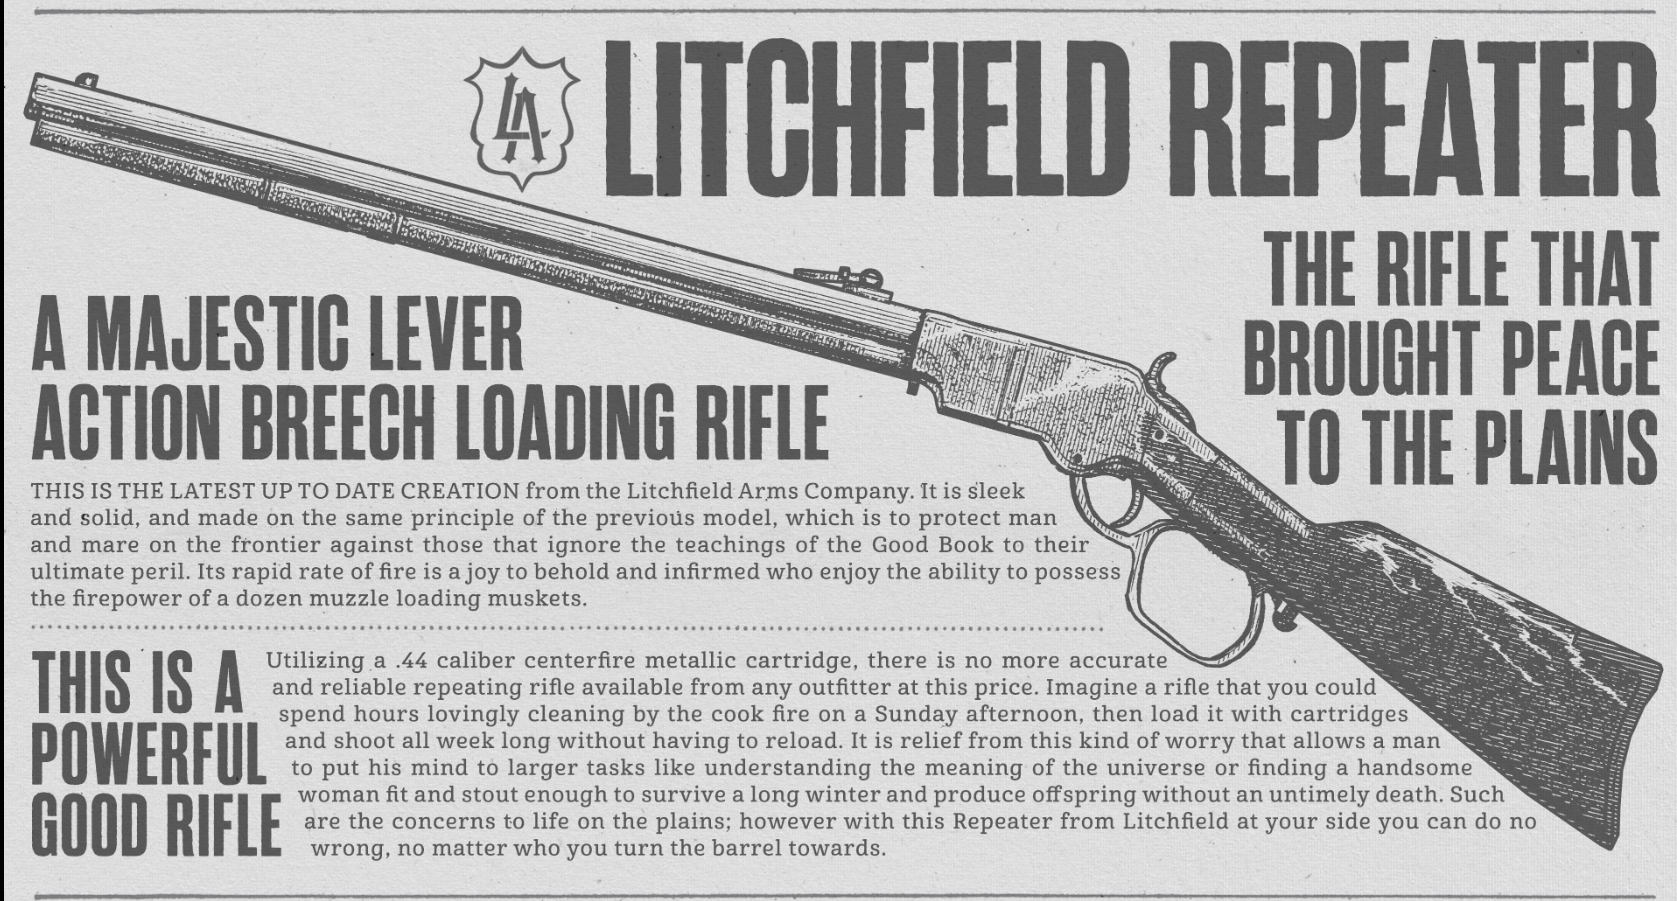 LA
LITCHFIELD REPEATER
THE RIFLE THAT
BROUGHT PEACE
TO THE PLAINS
A MAJESTIC LEVER
ACTION BREECH LOADING RIFLE
THIS IS THE LATEST UP TO DATE CREATION from the Litchfield Arms Company. It is sleek
and solid, and made on the same principle of the previous model, which is to protect man
and mare on the frontier against those that ignore the teachings of the Good Book to their
ultimate peril. Its rapid rate of fire is a joy to behold and infirmed who enjoy the ability to possess
the firepower of a dozen muzzle loading muskets.
THIS IS A
POWERFUL
GOOD RIFLE
Utilizing a .44 caliber centerfire metallic cartridge, there is no more accurate
and reliable repeating rifle available from any outfitter at this price. Imagine a rifle that you could
spend hours lovingly cleaning by the cook fire on a Sunday afternoon, then load it with cartridges
and shoot all week long without having to reload. It is relief from this kind of worry that allows a man
to put his mind to larger tasks like understanding the meaning of the universe or finding a handsome
woman fit and stout enough to survive a long winter and produce offspring without an untimely death. Such
are the concerns to life on the plains; however with this Repeater from Litchfield at your side you can do no
wrong, no matter who you turn the barrel towards.